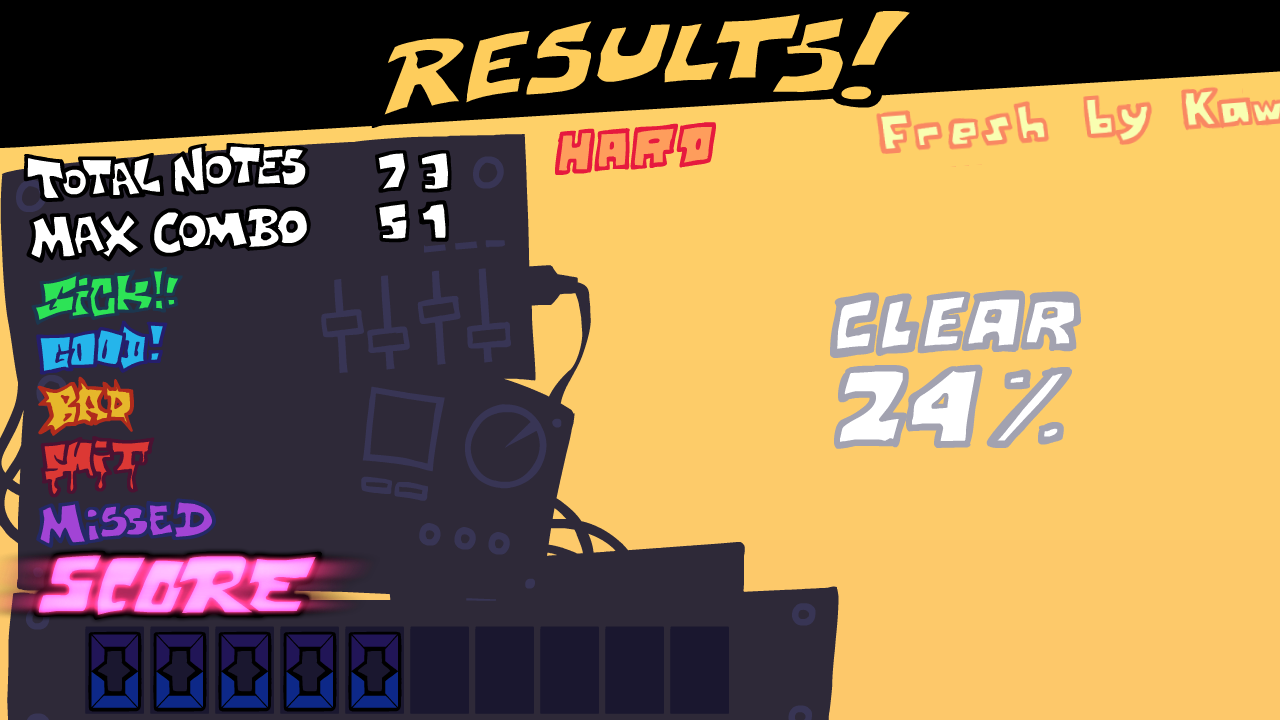 RESULTS!
HARD
Fresh by Kaw
TOTAL NOTES 73
MAX COMBO 51
SiCK!!
GOOD!
BAD
SHiT
MiSSED
SCORE
CLEAR
24%